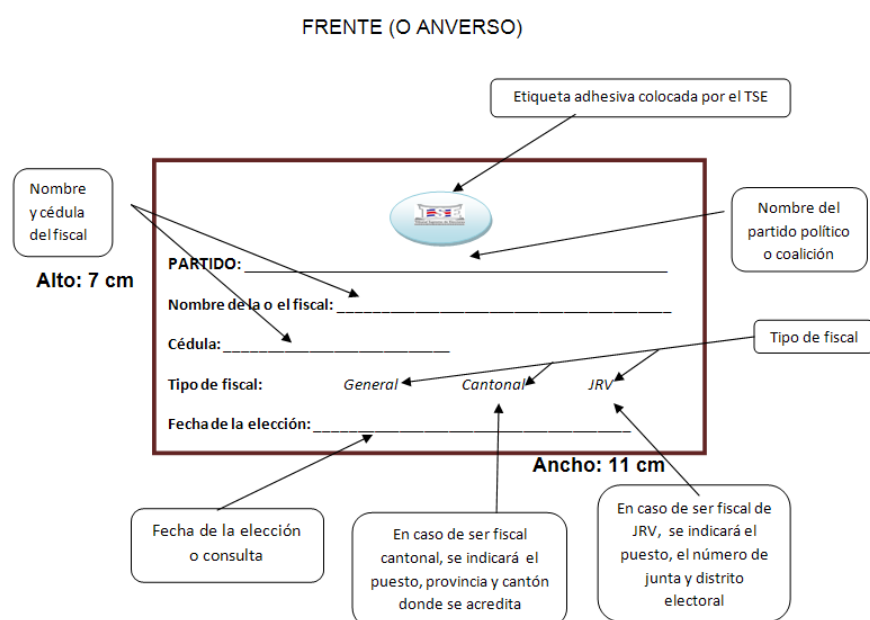 FRENTE (O ANVERSO)
Etiqueta adhesiva colocada por el TSE
Nombre
y cédula
del fiscal
TSE
Nombre del
partido político
o coalición
Alto: 7 cm
PARTIDO:
Nombre de la o el fiscal:
Cédula:
Tipo de fiscal
Tipo de fiscal: General Cantonal JRV
Fecha de la elección:
Ancho: 11 cm
Fecha de la elección
o consulta
En caso de ser fiscal
cantonal, se indicará el
puesto, provincia y cantón
donde se acredita
En caso de ser fiscal de
JRV, se indicará el
puesto, el número de
junta y distrito
electoral